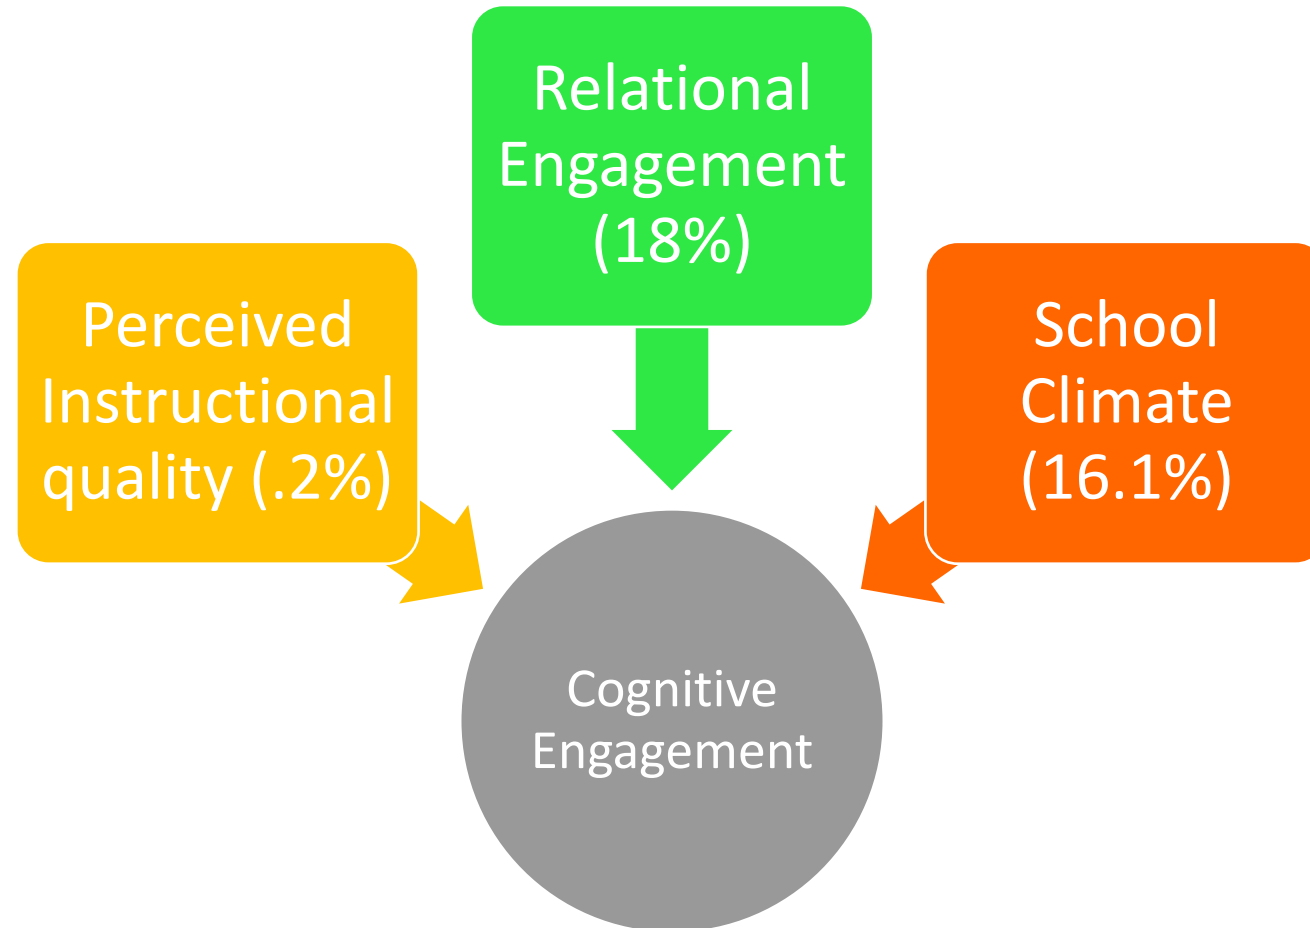 Relational
Engagement
(18%)
Perceived
Instructional
quality (.2%)
School
Climate
(16.1%)
Cognitive
Engagement